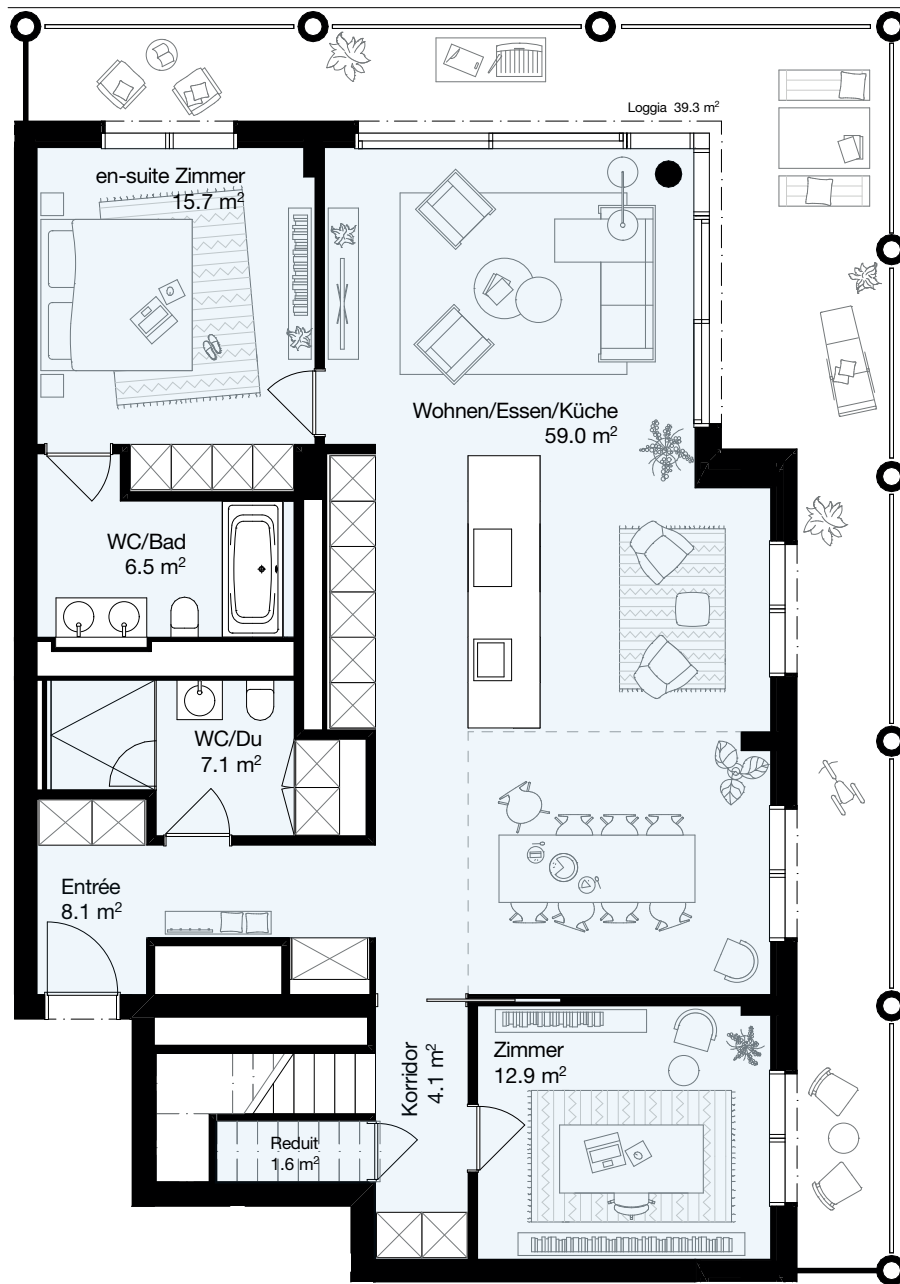 Loggia 39.3 m²
en-suite Zimmer
15.7 m²
Wohnen/Essen/Küche
59.0 m²
WC/Bad
6.5 m²
WC/Du
7.1 m²
Entrée
8.1 m²
Korridor
4.1 m²
Zimmer
12.9 m²
Reduit
1.6 m²